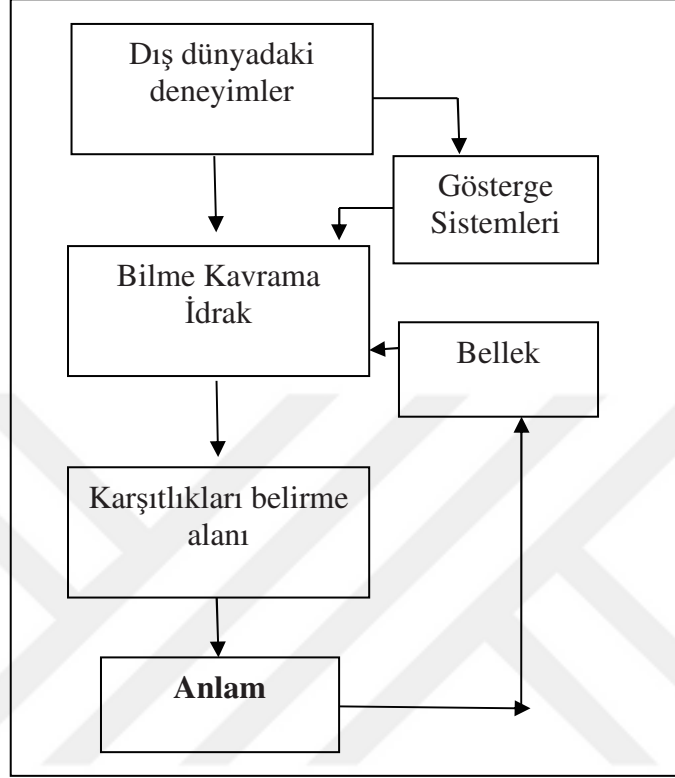 Dış dünyadaki
deneyimler
Gösterge
Sistemleri
Bilme Kavrama
İdrak
Bellek
Karşıtlıkları belirme
alanı
Anlam